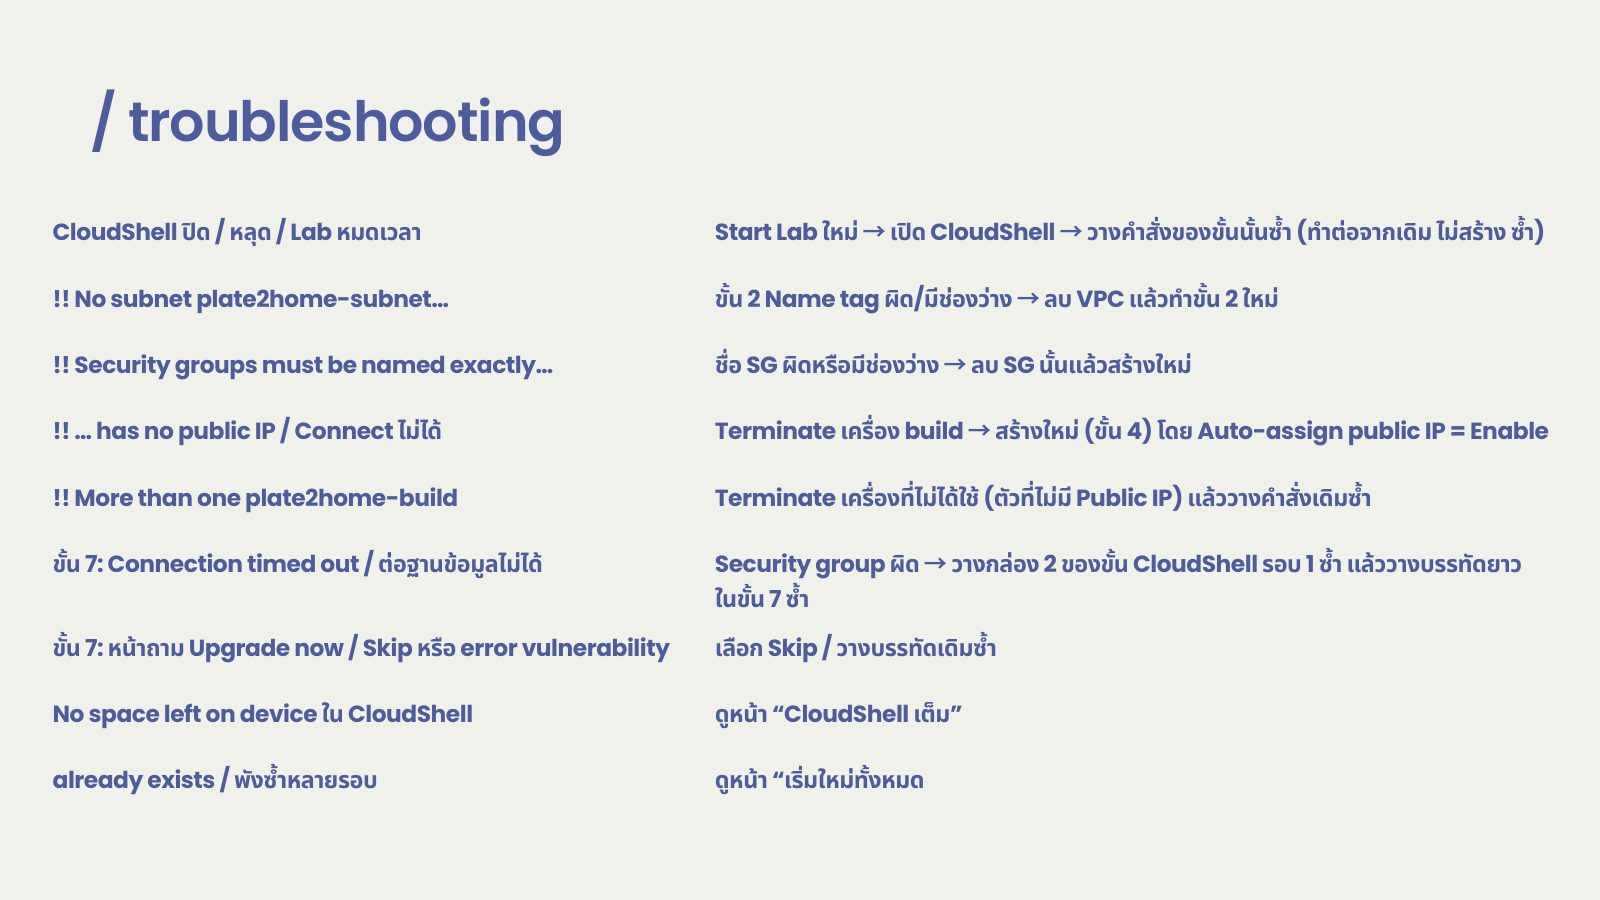 / troubleshooting
CloudShell ปิด / หลุด / Lab หมดเวลา
Start Lab ใหม่ → เปิด CloudShell → วางคำสั่งของขั้นนั้นซ้ำ (ทำต่อจากเดิม ไม่สร้าง ซ้ำ)
!! No subnet plate2home-subnet...
ขั้น 2 Name tag ผิด/มีช่องว่าง → ลบ VPC แล้วทำขั้น 2 ใหม่
!! Security groups must be named exactly...
ชื่อ SG ผิดหรือมีช่องว่าง → ลบ SG นั้นแล้วสร้างใหม่
!! ... has no public IP / Connect ไม่ได้
Terminate เครื่อง build → สร้างใหม่ (ขั้น 4) โดย Auto-assign public IP = Enable
!! More than one plate2home-build
Terminate เครื่องที่ไม่ได้ใช้ (ตัวที่ไม่มี Public IP) แล้ววางคำสั่งเดิมซ้ำ
ขั้น 7: Connection timed out / ต่อฐานข้อมูลไม่ได้
Security group ผิด → วางกล่อง 2 ของขั้น CloudShell รอบ 1 ซ้ำ แล้ววางบรรทัดยาว
ในขั้น 7 ซ้ำ
ขั้น 7: หน้าถาม Upgrade now / Skip หรือ error vulnerability
เลือก Skip / วางบรรทัดเดิมซ้ำ
No space left on device ใน CloudShell
ดูหน้า “CloudShell เต็ม”
already exists / พังซ้ำหลายรอบ
ดูหน้า “เริ่มใหม่ทั้งหมด